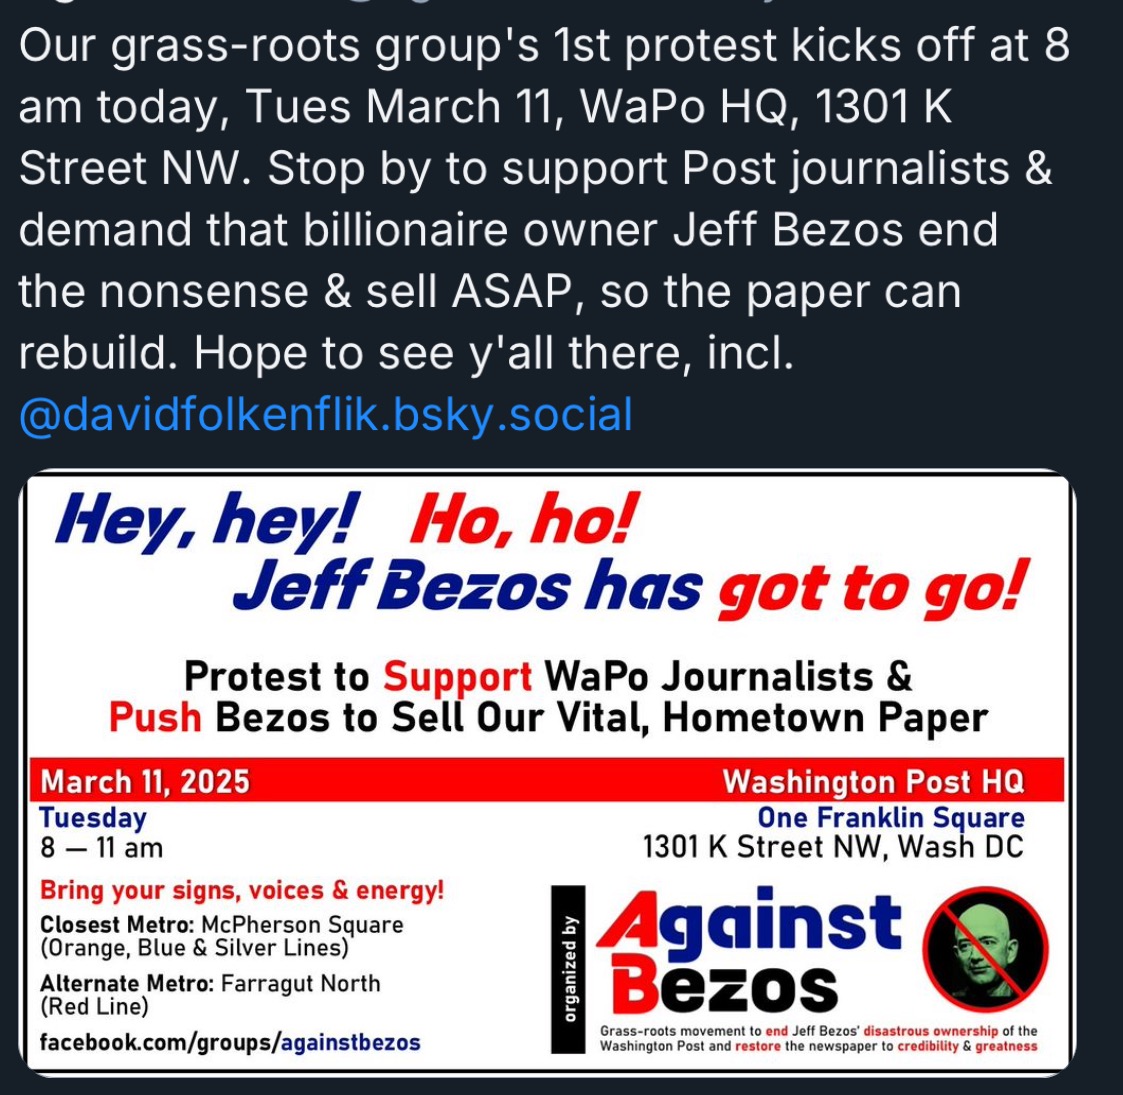 Our grass-roots group's 1st protest kicks off at 8
am today, Tues March 11, WaPo HQ, 1301 K
Street NW. Stop by to support Post journalists &
demand that billionaire owner Jeff Bezos end
the nonsense & sell ASAP, so the paper can
rebuild. Hope to see y'all there, incl.
@davidfolkenflik.bsky.social
Hey, hey! Ho, ho!
Jeff Bezos has got to go!
Protest to Support WaPo Journalists &
Push Bezos to Sell Our Vital, Hometown Paper
March 11, 2025
Washington Post HQ
Tuesday
8 — 11 am
One Franklin Square
1301 K Street NW, Wash DC
Bring your signs, voices & energy!
Closest Metro: McPherson Square
(Orange, Blue & Silver Lines)
Alternate Metro: Farragut North
(Red Line)
facebook.com/groups/againstbezos
organized by
Against
Bezos
Grass-roots movement to end Jeff Bezos' disastrous ownership of the
Washington Post and restore the newspaper to credibility & greatness